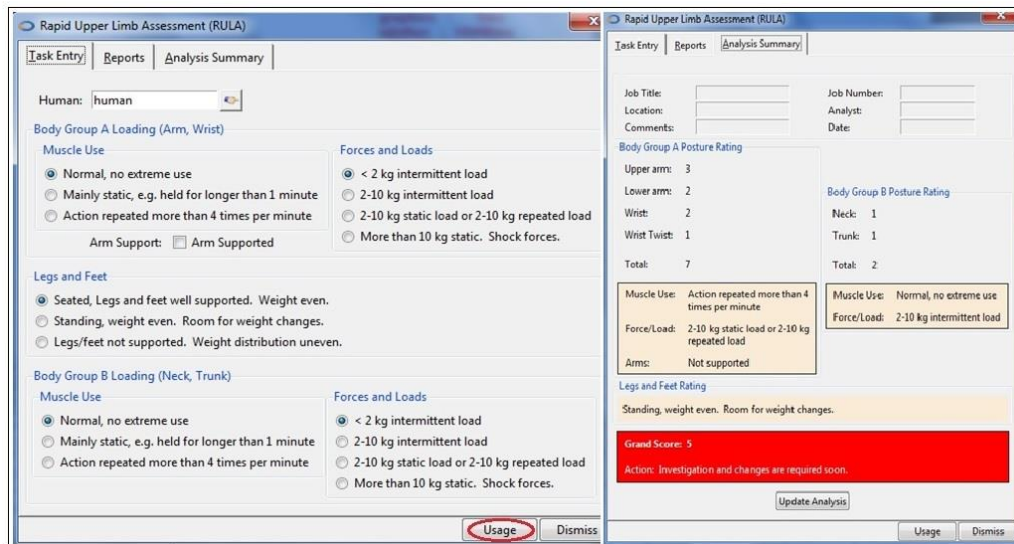 Rapid Upper Limb Assessment (RULA)
Task Entry Reports Analysis Summary
Human: human
Body Group A Loading (Arm, Wrist)
Muscle Use
Normal, no extreme use
Mainly static, e.g. held for longer than 1 minute
Action repeated more than 4 times per minute
Arm Support: Arm Supported
Forces and Loads
< 2 kg intermittent load
2-10 kg intermittent load
2-10 kg static load or 2-10 kg repeated load
More than 10 kg static. Shock forces.
Legs and Feet
Seated, Legs and feet well supported. Weight even.
Standing, weight even. Room for weight changes.
Legs/feet not supported. Weight distribution uneven.
Body Group B Loading (Neck, Trunk)
Muscle Use
Normal, no extreme use
Mainly static, e.g. held for longer than 1 minute
Action repeated more than 4 times per minute
Forces and Loads
< 2 kg intermittent load
2-10 kg intermittent load
2-10 kg static load or 2-10 kg repeated load
More than 10 kg static. Shock forces.
Usage Dismiss
Rapid Upper Limb Assessment (RULA)
Task Entry Reports Analysis Summary
Job Title: Job Number:
Location: Analyst:
Comments: Date:
Body Group A Posture Rating
Upper arm: 3
Lower arm: 2
Wrist: 2
Wrist Twist: 1
Total: 7
Muscle Use: Action repeated more than 4
times per minute
Force/Load: 2-10 kg static load or 2-10 kg
repeated load
Arms: Not supported
Body Group B Posture Rating
Neck: 1
Trunk: 1
Total: 2
Muscle Use: Normal, no extreme use
Force/Load: 2-10 kg intermittent load
Legs and Feet Rating
Standing, weight even. Room for weight changes.
Grand Score: 5
Action: Investigation and changes are required soon.
Update Analysis
Usage Dismiss